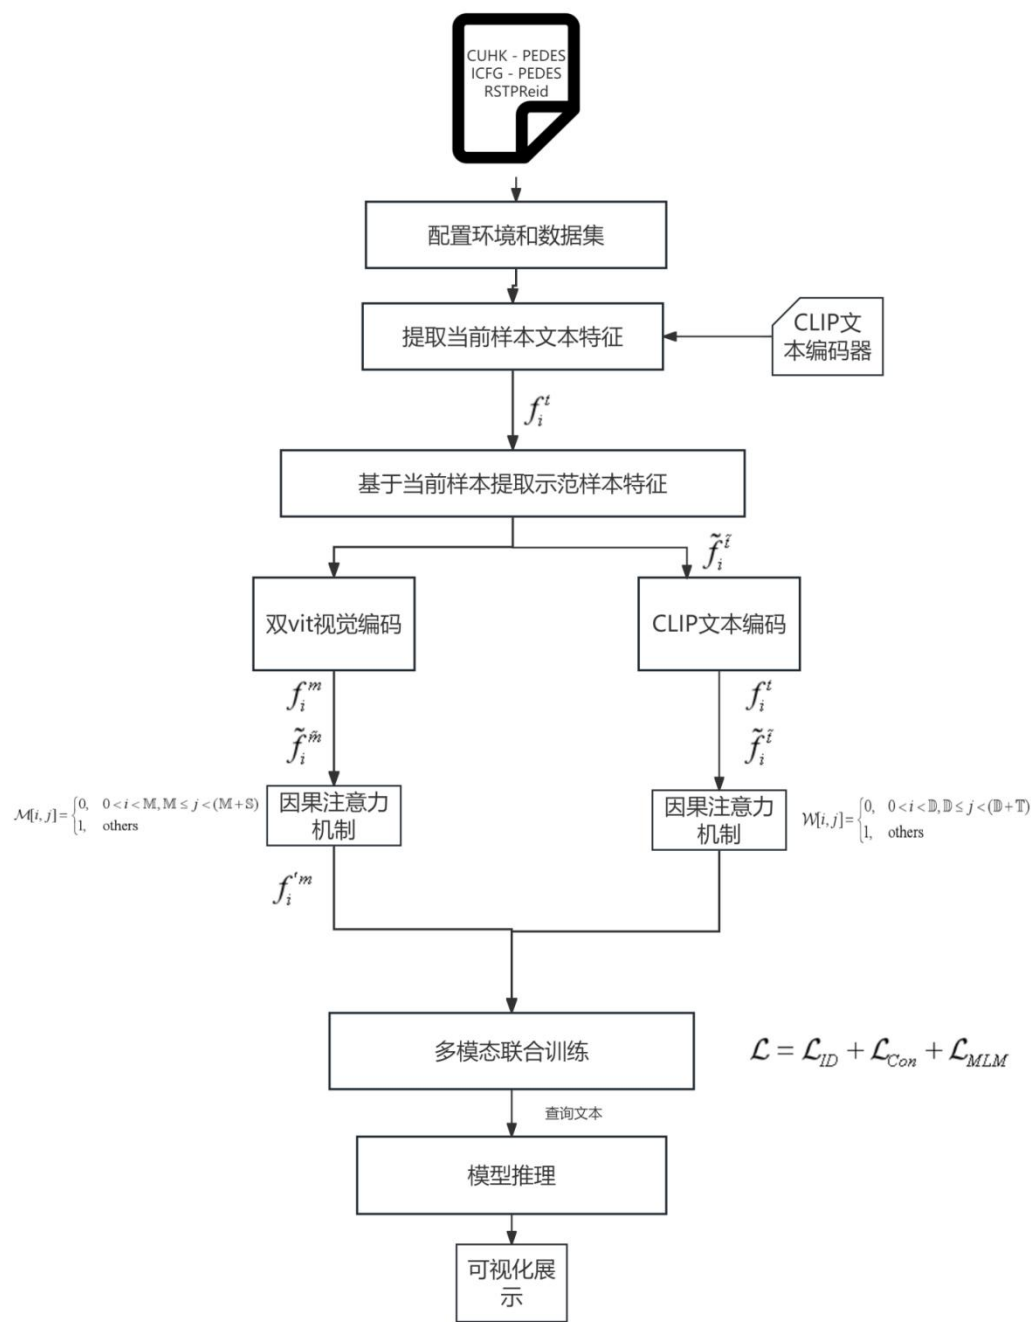 CUHK - PEDES
ICFG - PEDES
RSTPReid
配置环境和数据集
提取当前样本文本特征
CLIP文
本编码器
f_i^t
基于当前样本提取示范样本特征
f̃_i^t̃
双vit视觉编码
CLIP文本编码
f_i^m
f̃_i^m̃
f_i^t
f̃_i^t̃
M[i, j] = {0, 0 < i < 𝕄, 𝕄 ≤ j < (𝕄 + 𝕊)
1, others
因果注意力
机制
因果注意力
机制
W[i, j] = {0, 0 < i < 𝔻, 𝔻 ≤ j < (𝔻 + 𝕋)
1, others
f_i^'m
多模态联合训练
ℒ = ℒ_ID + ℒ_Con + ℒ_MLM
查询文本
模型推理
可视化展
示